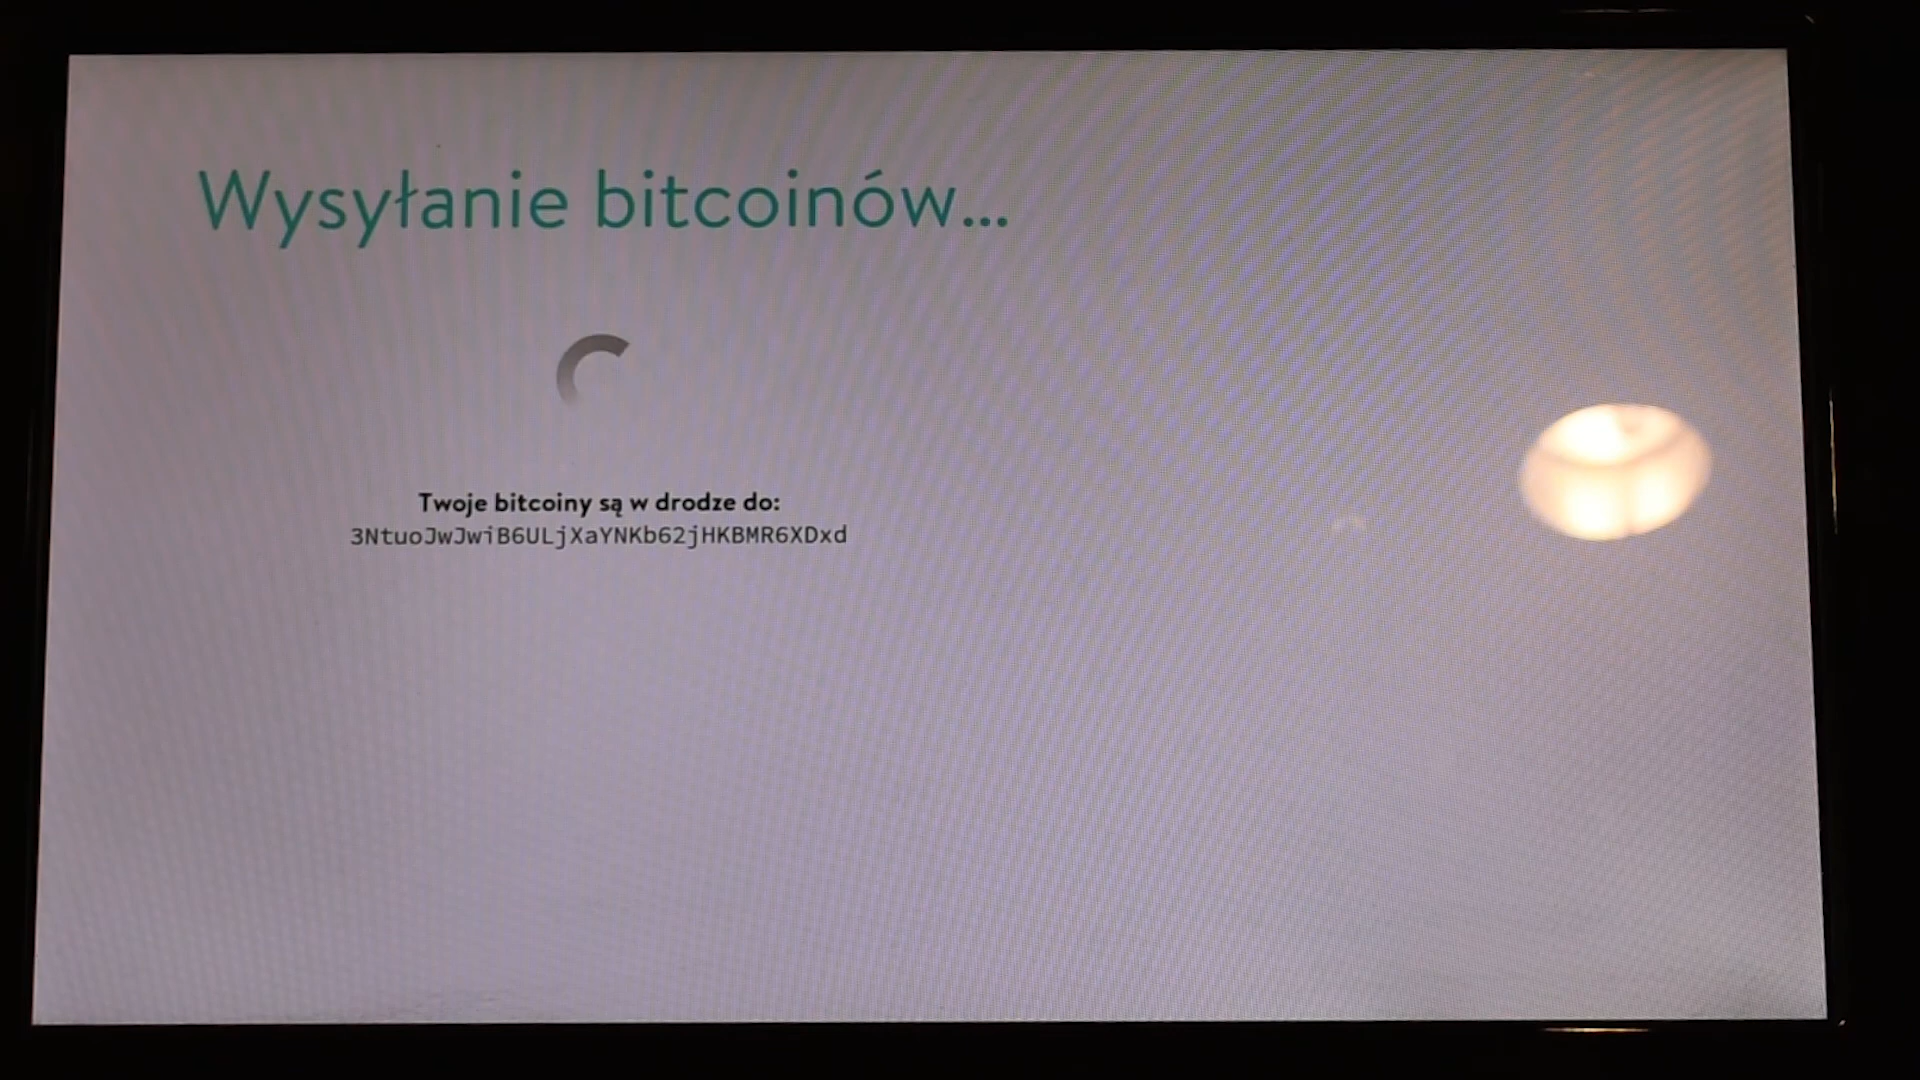 Wysyłanie bitcoinów...
Twoje bitcoiny są w drodze do:
3NtuoJwJwiB6ULjXaYNKb62jHKBMR6XDxd